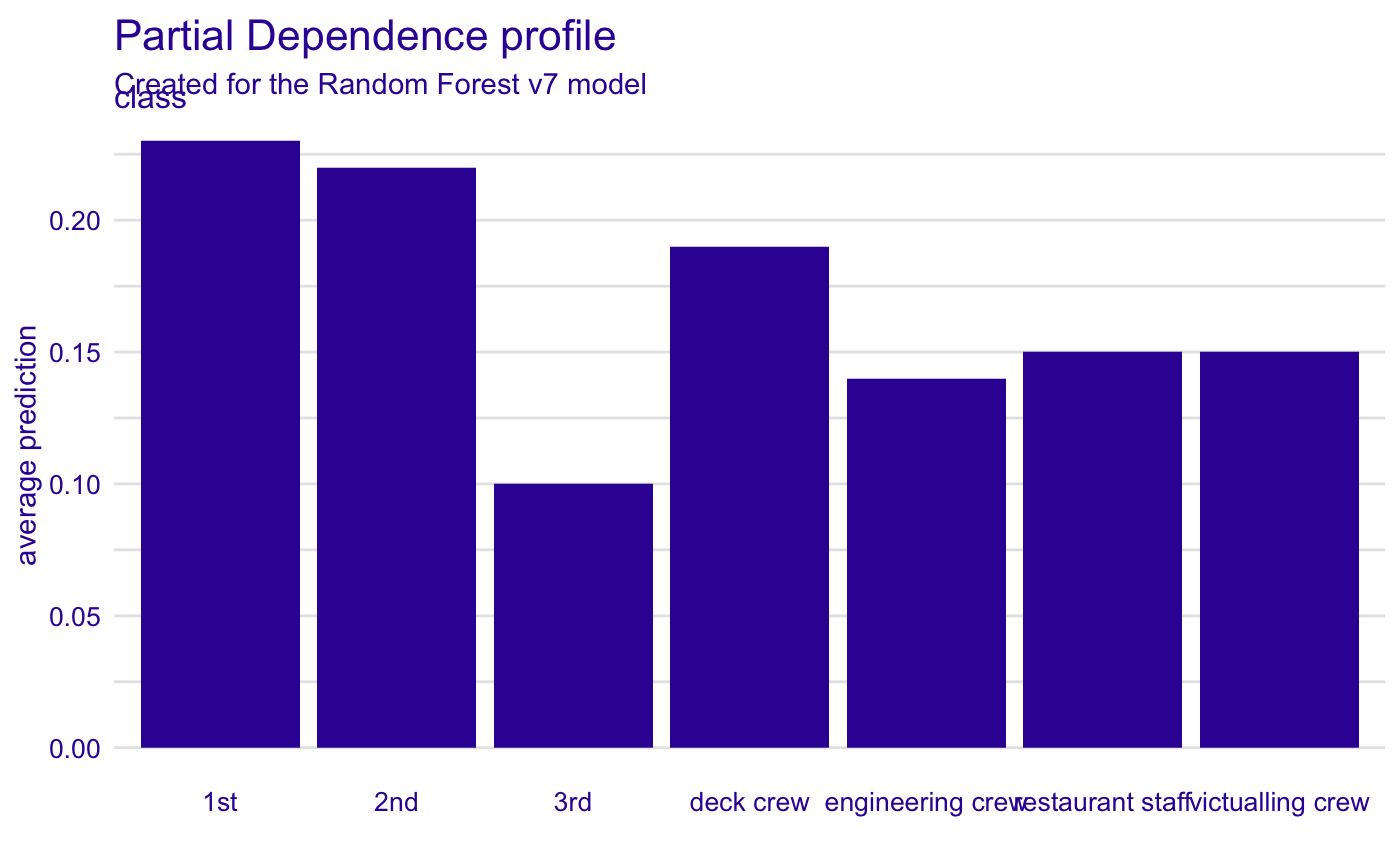 Partial Dependence profile
Created for the Random Forest v7 model
class
average prediction
0.20
0.15
0.10
0.05
0.00
1st 2nd 3rd deck crew engineering crew restaurant staff victualling crew